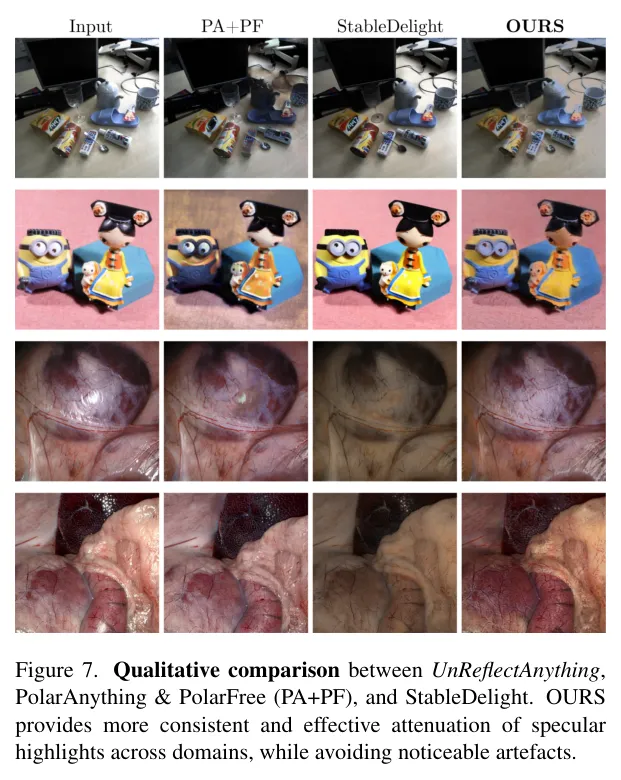 Input PA+PF StableDelight OURS
Figure 7. Qualitative comparison between UnReflectAnything,
PolarAnything & PolarFree (PA+PF), and StableDelight. OURS
provides more consistent and effective attenuation of specular
highlights across domains, while avoiding noticeable artefacts.